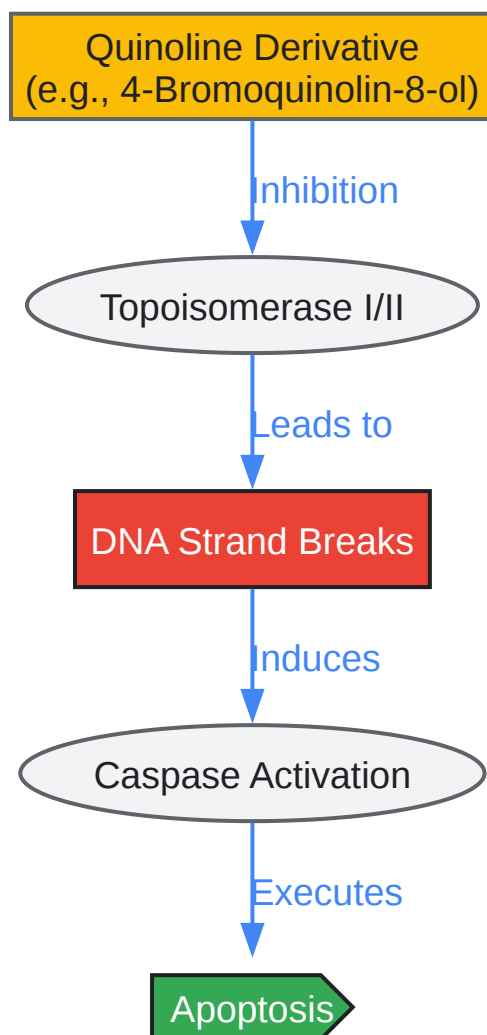 Quinoline Derivative
(e.g., 4-Bromoquinolin-8-ol)
Inhibition
Topoisomerase I/II
Leads to
DNA Strand Breaks
Induces
Caspase Activation
Executes
Apoptosis